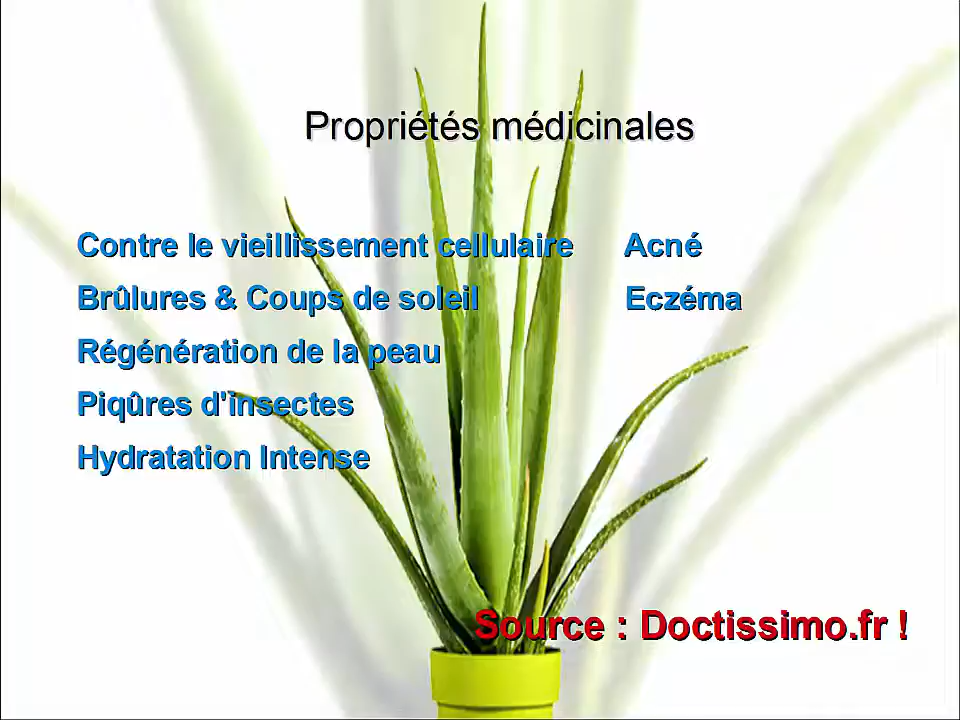 Propriétés médicinales
Contre le vieillissement cellulaire
Brûlures & Coups de soleil
Régénération de la peau
Piqûres d'insectes
Hydratation Intense
Acné
Eczéma
Source : Doctissimo.fr !